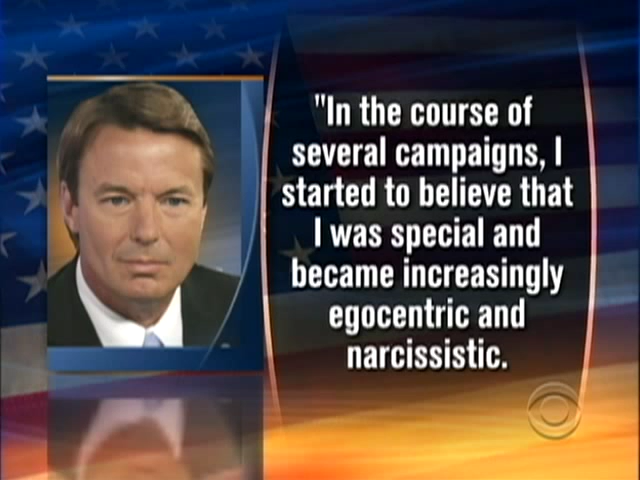 "In the course of
several campaigns, I
started to believe that
I was special and
became increasingly
egocentric and
narcissistic.